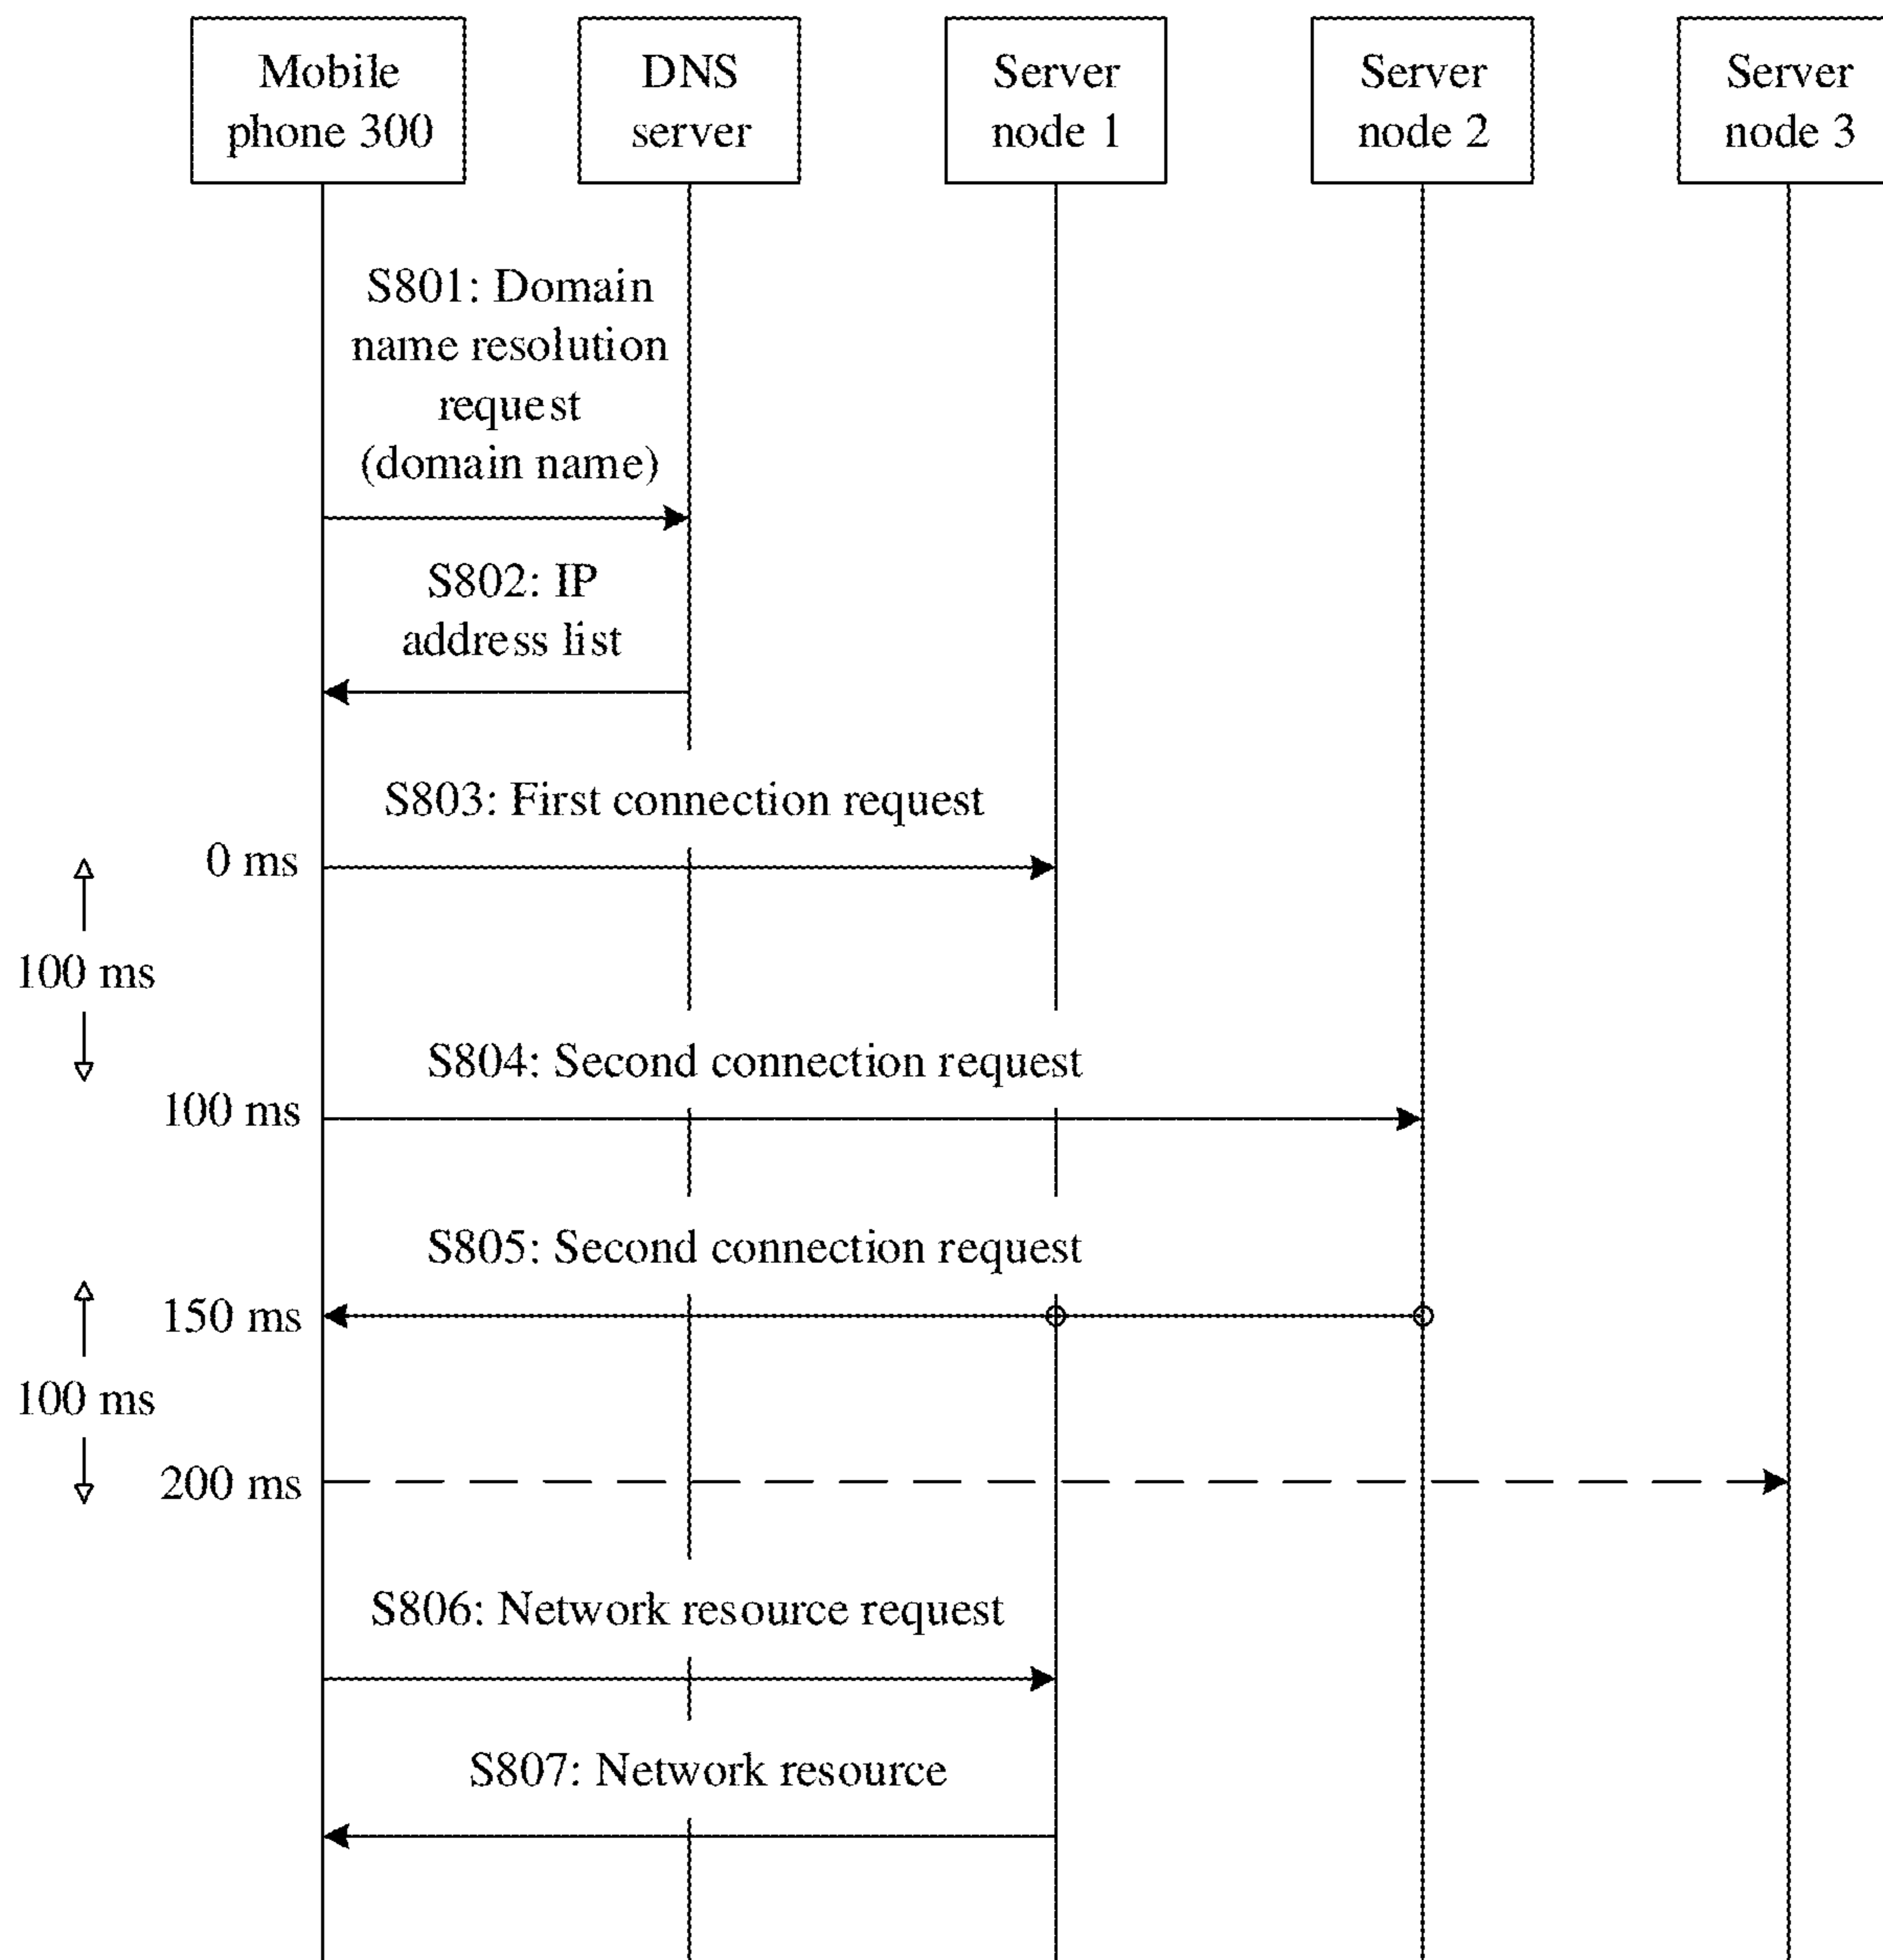 Mobile
phone 300
DNS
server
Server
node 1
Server
node 2
Server
node 3
S801: Domain
name resolution
request
(domain name)
S802: IP
address list
S803: First connection request
0 ms
100 ms
S804: Second connection request
100 ms
S805: Second connection request
150 ms
100 ms
200 ms
S806: Network resource request
S807: Network resource